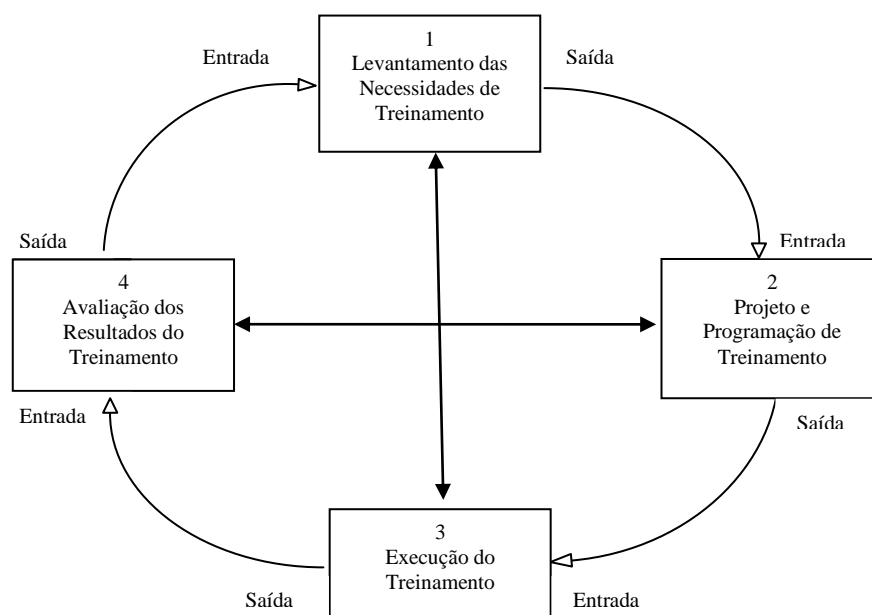 1
Levantamento das
Necessidades de
Treinamento
Entrada
Saída
Entrada
2
Projeto e
Programação de
Treinamento
Saída
Entrada
3
Execução do
Treinamento
Saída
Entrada
4
Avaliação dos
Resultados do
Treinamento
Saída